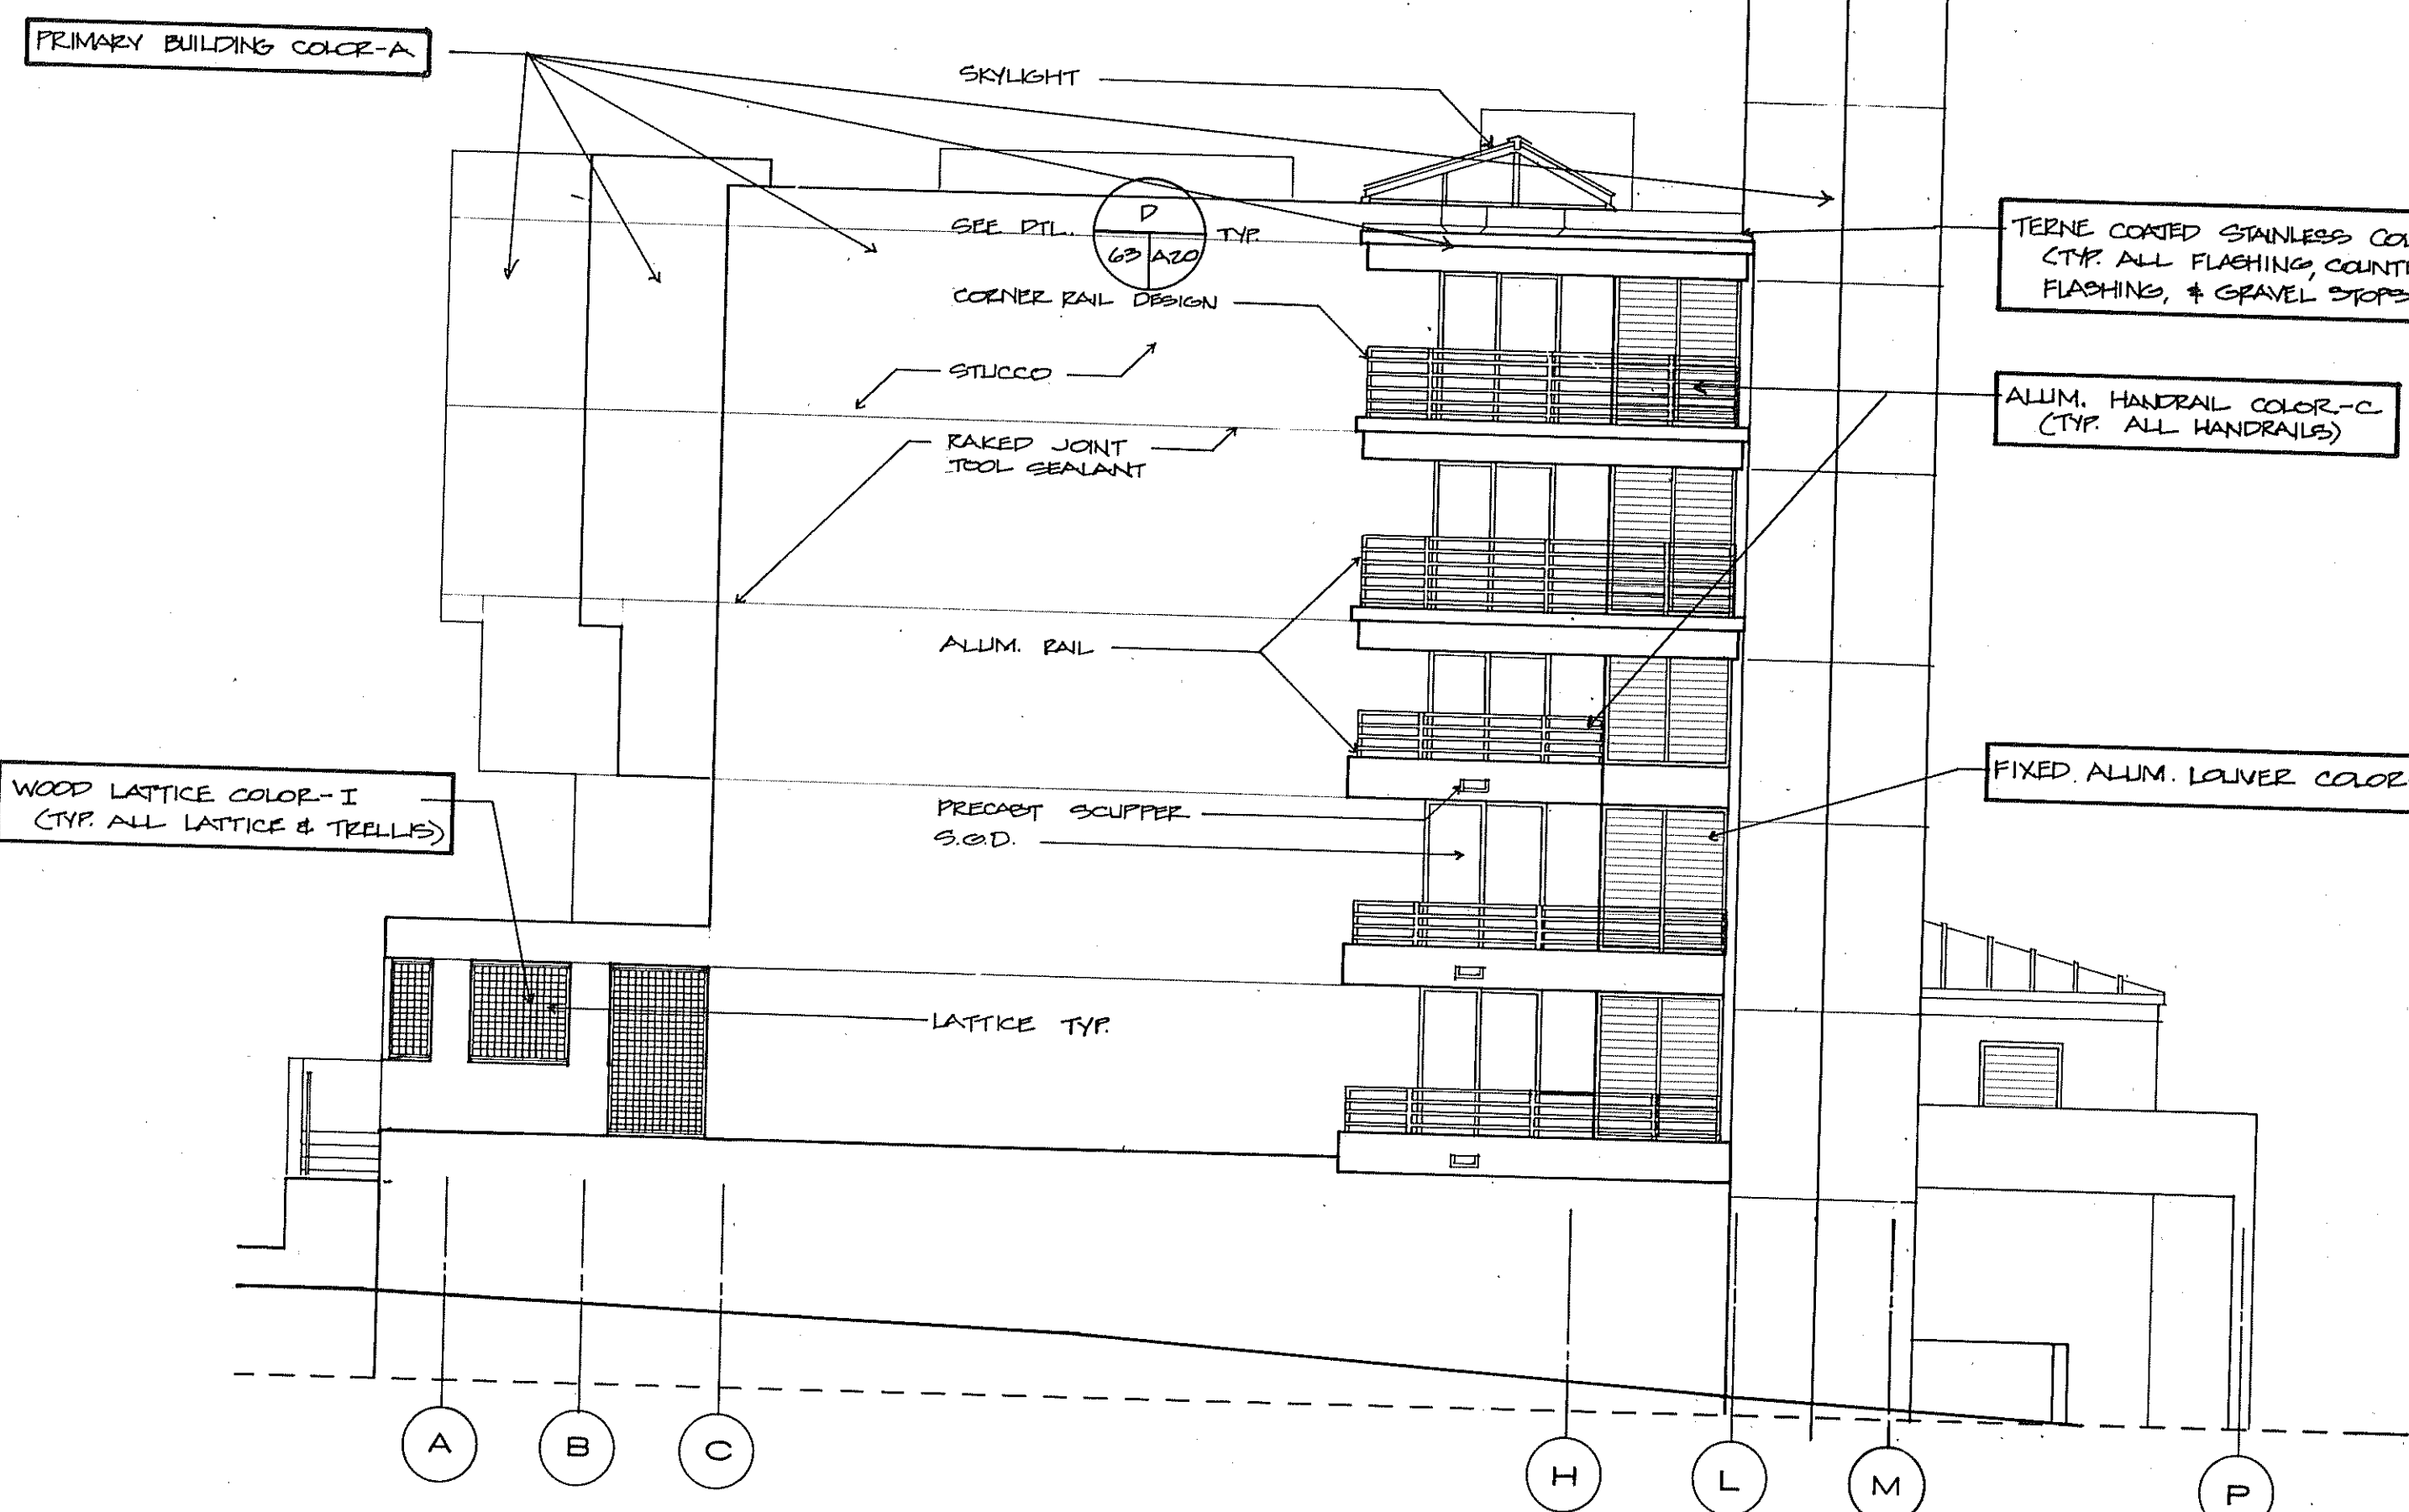 PRIMARY BUILDING COLOR-A
SKYLIGHT
SEE DTL.
D
63 A20
TYP.
TERNE COATED STAINLESS
(TYP. ALL FLASHING,
FLASHING, & GRAVEL STOPS
CORNER RAIL DESIGN
STUCCO
ALUM. HANDRAIL COLOR-C
(TYP. ALL HANDRAILS)
RAKED JOINT
TOOL SEALANT
ALUM. RAIL
WOOD LATTICE COLOR-I
(TYP. ALL LATTICE & TRELLIS)
FIXED. ALUM. LOUVER COLOR
PRECAST SCUPPER
S.G.D.
LATTICE TYP.
A
B
C
H
L
M
P